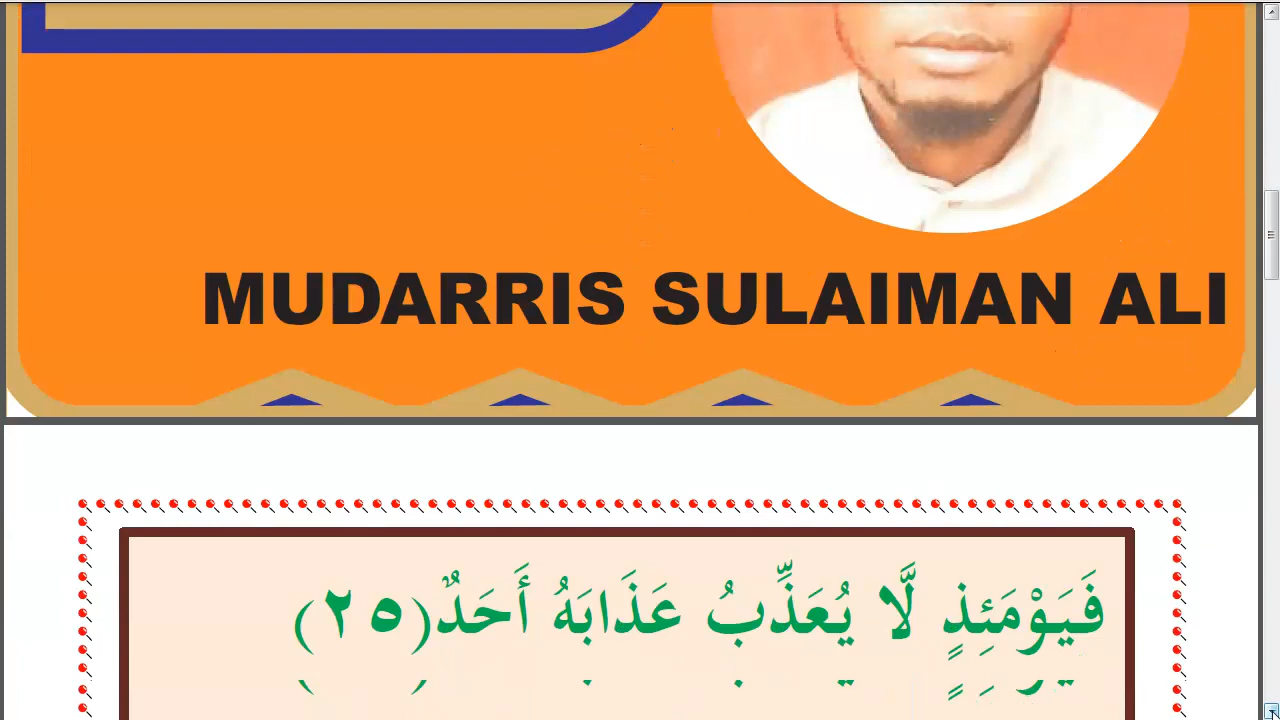 MUDARRIS SULAIMAN ALI
فَيَوْمَئِذٍ لَّا يُعَذِّبُ عَذَابَهُ أَحَدٌ(٢٥)